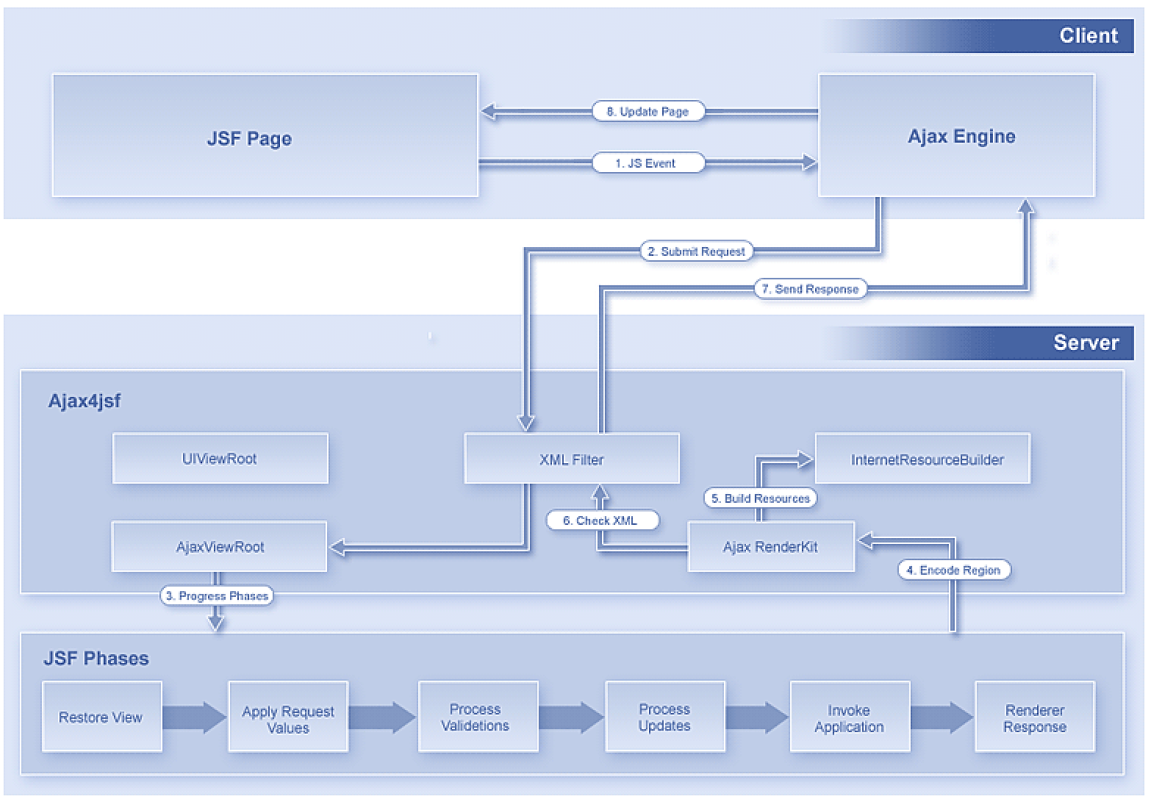 Client
JSF Page
8. Update Page
1. JS Event
Ajax Engine
2. Submit Request
7. Send Response
Server
Ajax4jsf
UIViewRoot
XML Filter
InternetResourceBuilder
5. Build Resources
6. Check XML
AjaxViewRoot
Ajax RenderKit
4. Encode Region
3. Progress Phases
JSF Phases
Restore View
Apply Request
Values
Process
Validetions
Process
Updates
Invoke
Application
Renderer
Response